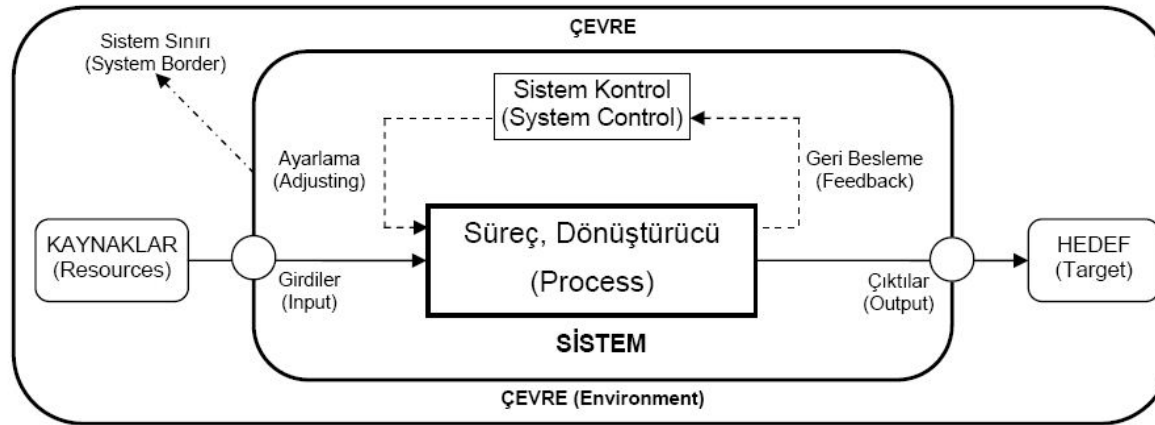 ÇEVRE
Sistem Sınırı
(System Border)
Sistem Kontrol
(System Control)
Ayarlama
(Adjusting)
Geri Besleme
(Feedback)
KAYNAKLAR
(Resources)
Girdiler
(Input)
Süreç, Dönüştürücü
(Process)
Çıktılar
(Output)
HEDEF
(Target)
SİSTEM
ÇEVRE (Environment)